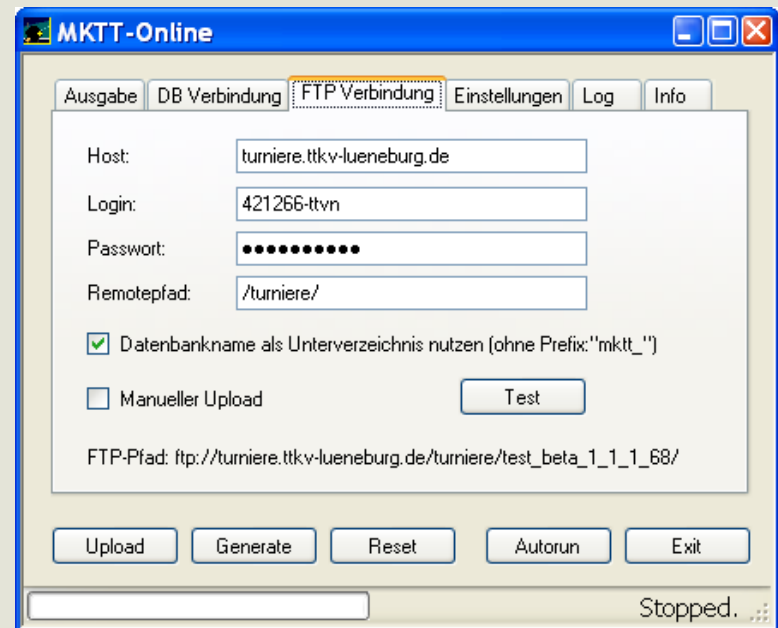 MKTT-Online
Ausgabe DB Verbindung FTP Verbindung Einstellungen Log Info
Host: turniere.ttkv-lueneburg.de
Login: 421266-ttvn
Passwort: ●●●●●●●●●●
Remotepfad: /turniere/
Datenbankname als Unterverzeichnis nutzen (ohne Prefix:"mktt_")
Manueller Upload Test
FTP-Pfad: ftp://turniere.ttkv-lueneburg.de/turniere/test_beta_1_1_1_68/
Upload Generate Reset Autorun Exit
Stopped.